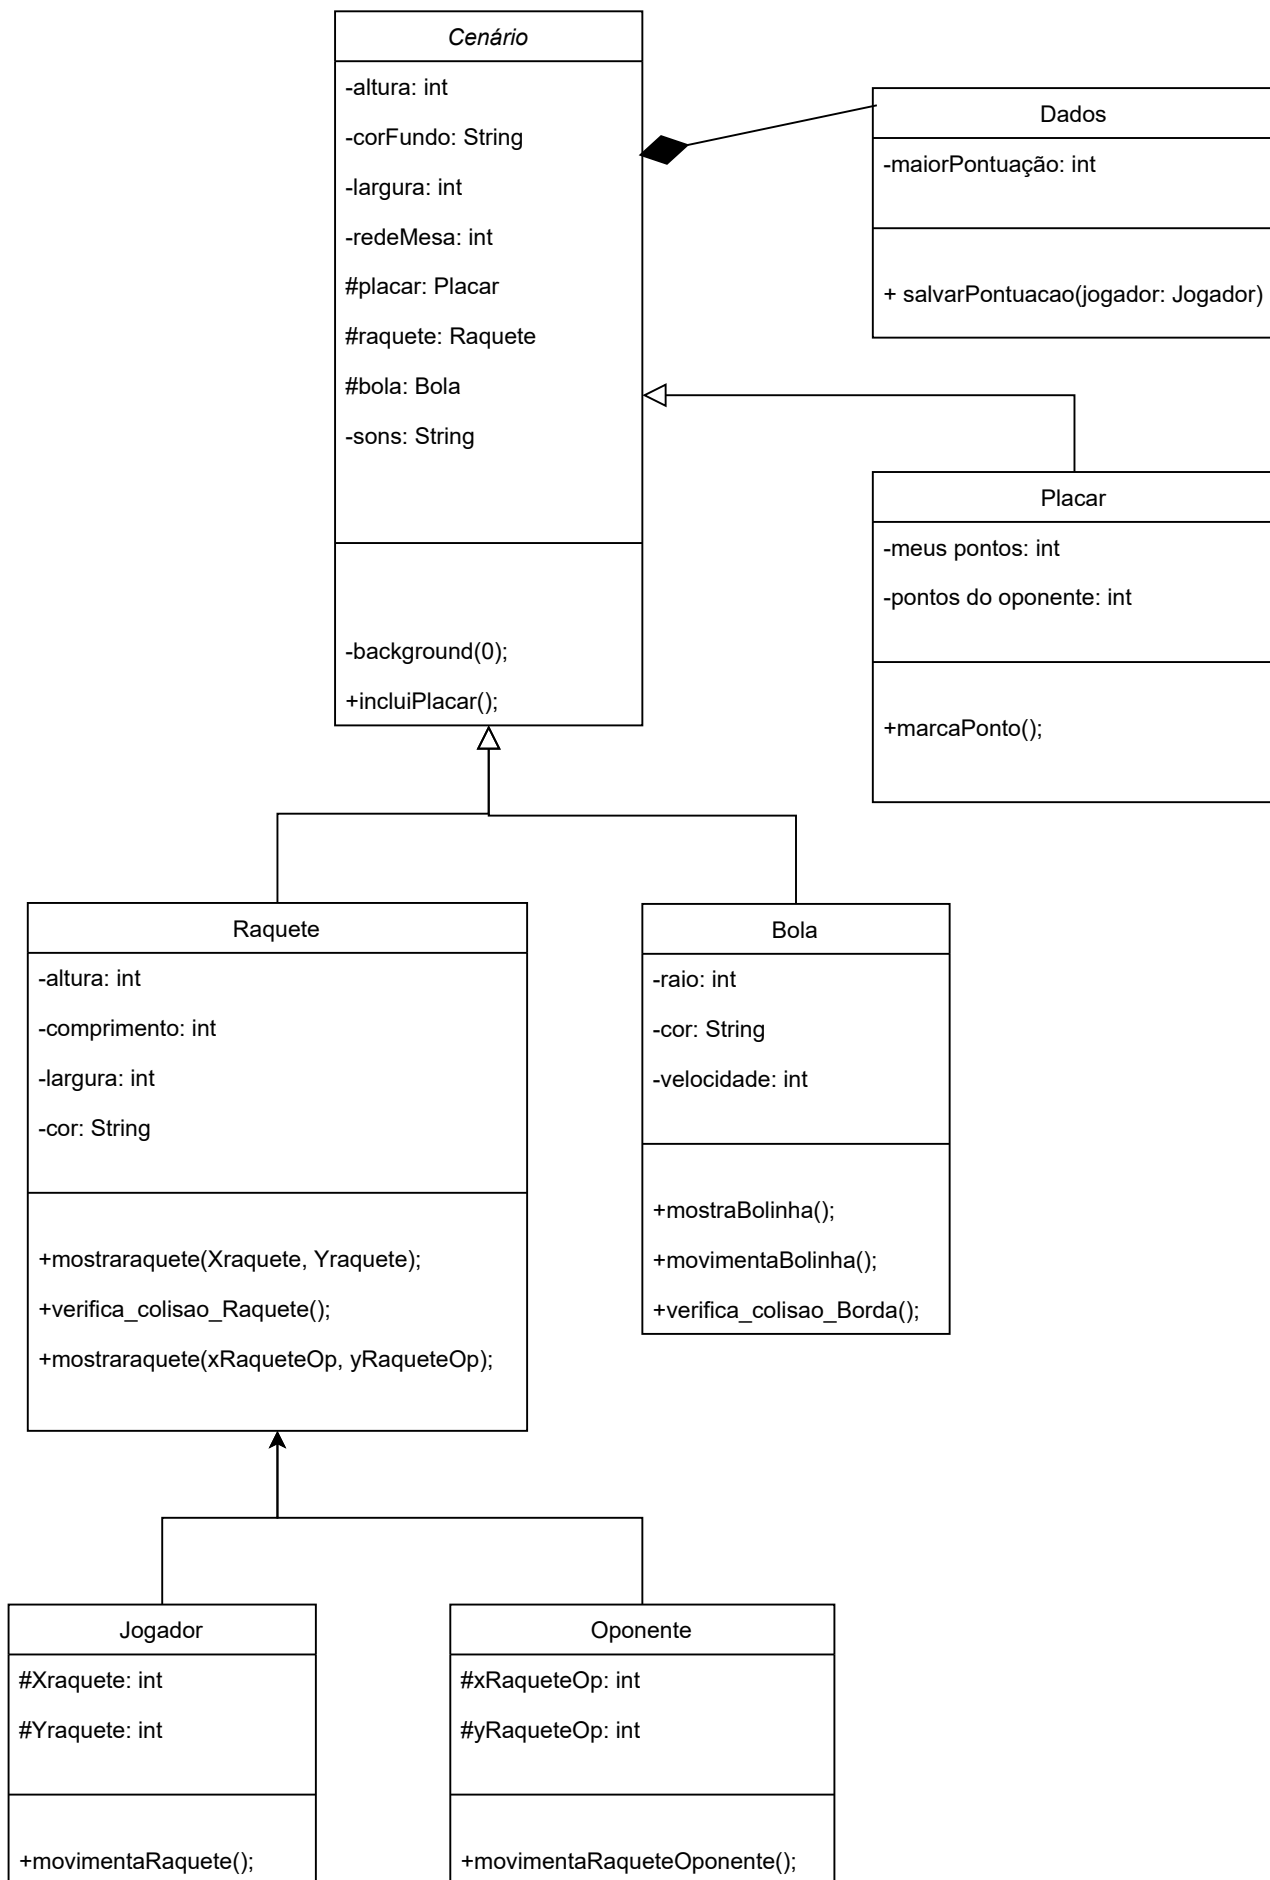 Cenário
-altura: int
-corFundo: String
-largura: int
-redeMesa: int
#placar: Placar
#raquete: Raquete
#bola: Bola
-sons: String
-background(0);
+incluiPlacar();
Dados
-maiorPontuação: int
+ salvarPontuacao(jogador: Jogador)
Placar
-meus pontos: int
-pontos do oponente: int
+marcaPonto();
Raquete
-altura: int
-comprimento: int
-largura: int
-cor: String
+mostraraquete(Xraquete, Yraquete);
+verifica_colisao_Raquete();
+mostraraquete(xRaqueteOp, yRaqueteOp);
Bola
-raio: int
-cor: String
-velocidade: int
+mostraBolinha();
+movimentaBolinha();
+verifica_colisao_Borda();
Jogador
#Xraquete: int
#Yraquete: int
+movimentaRaquete();
Oponente
#xRaqueteOp: int
#yRaqueteOp: int
+movimentaRaqueteOponente();